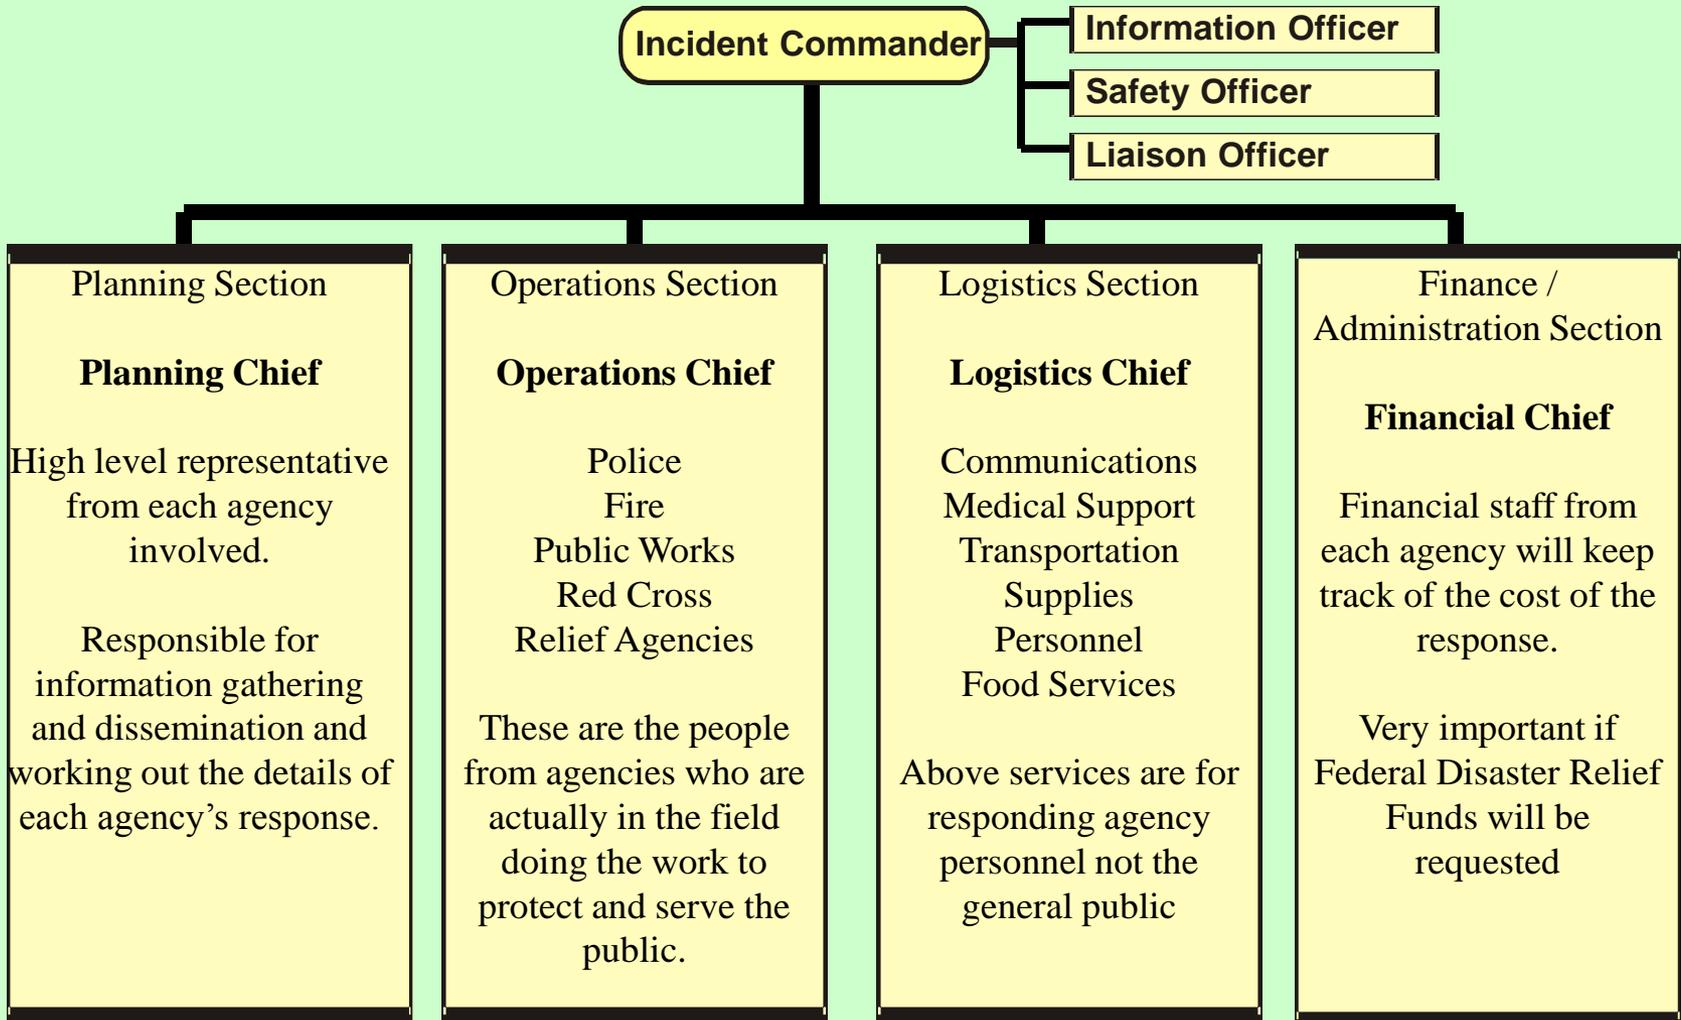 Incident Commander
Information Officer
Safety Officer
Liaison Officer
Planning Section
Planning Chief
High level representative
from each agency
involved.
Responsible for
information gathering
and dissemination and
working out the details of
each agency’s response.
Operations Section
Operations Chief
Police
Fire
Public Works
Red Cross
Relief Agencies
These are the people
from agencies who are
actually in the field
doing the work to
protect and serve the
public.
Logistics Section
Logistics Chief
Communications
Medical Support
Transportation
Supplies
Personnel
Food Services
Above services are for
responding agency
personnel not the
general public
Finance /
Administration Section
Financial Chief
Financial staff from
each agency will keep
track of the cost of the
response.
Very important if
Federal Disaster Relief
Funds will be
requested